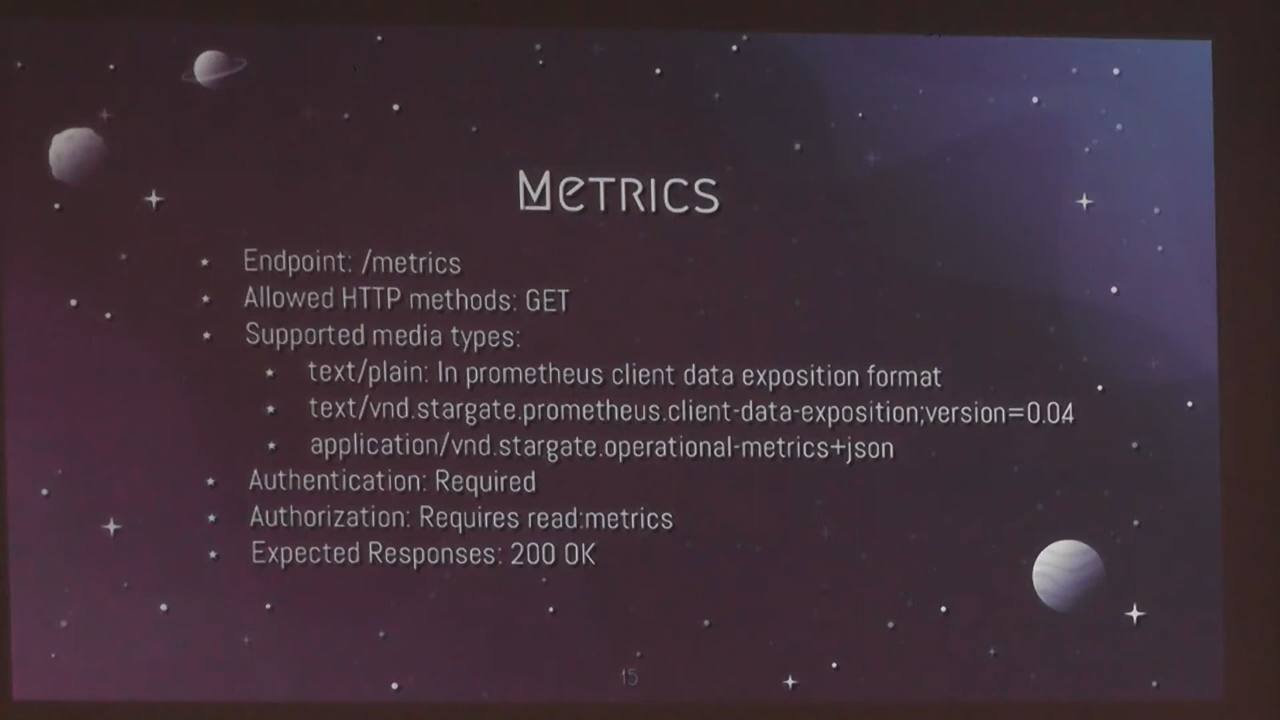 Metrics
Endpoint: /metrics
Allowed HTTP methods: GET
Supported media types:
text/plain: In prometheus client data exposition format
text/vnd.stargate.prometheus.client-data-exposition;version=0.04
application/vnd.stargate.operational-metrics+json
Authentication: Required
Authorization: Requires read:metrics
Expected Responses: 200 OK
15